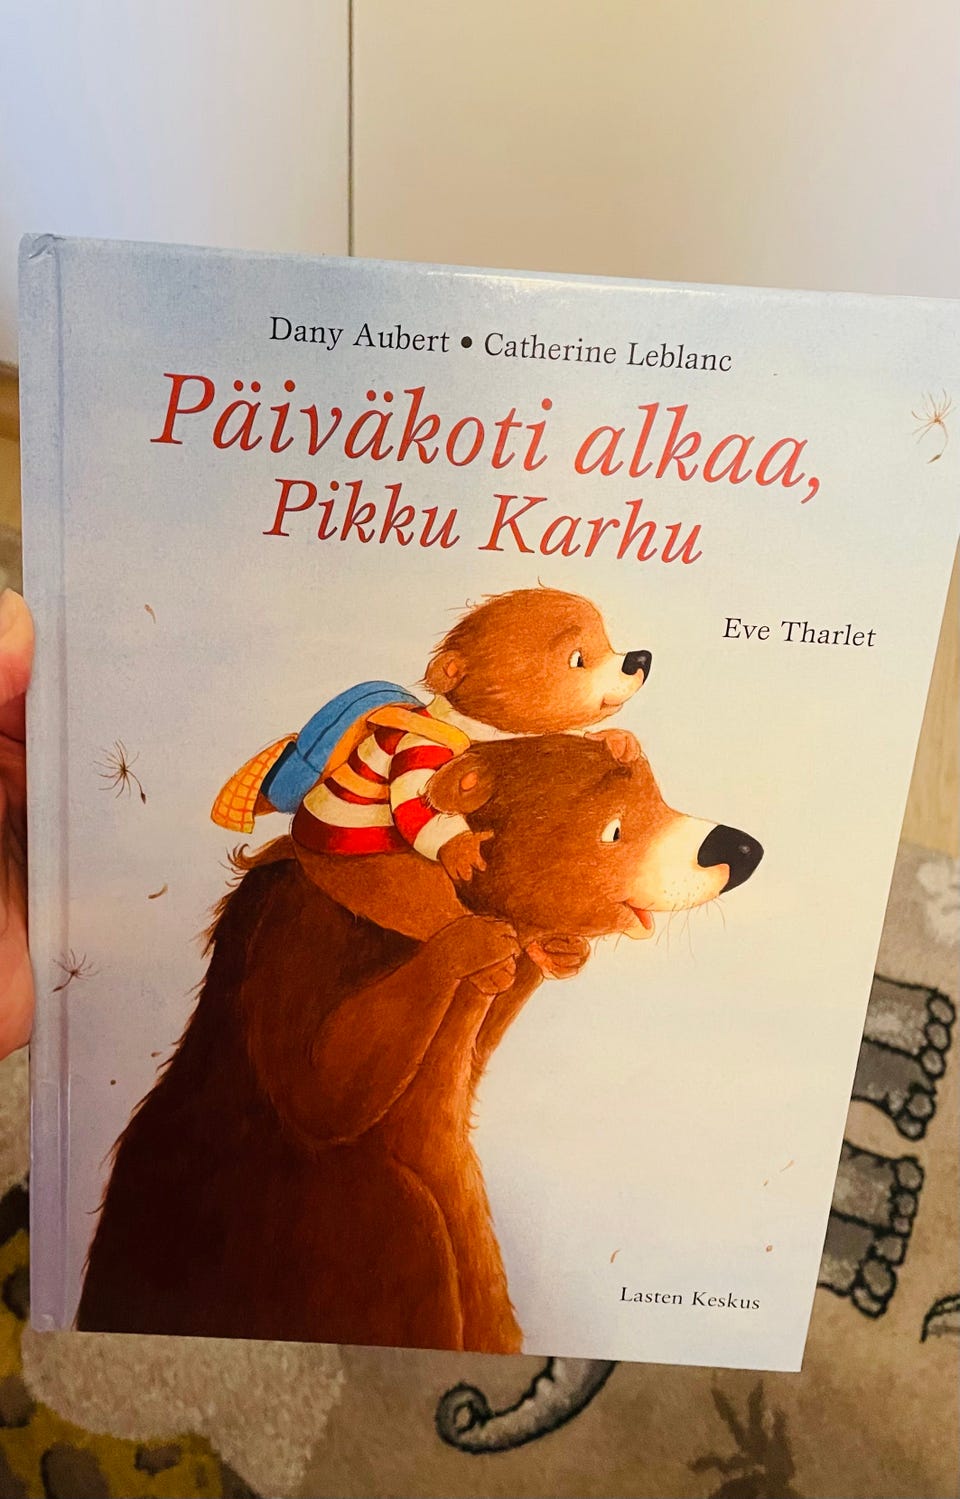 Dany Aubert • Catherine Leblanc
Päiväkoti alkaa,
Pikku Karhu
Eve Tharlet
Lasten Keskus